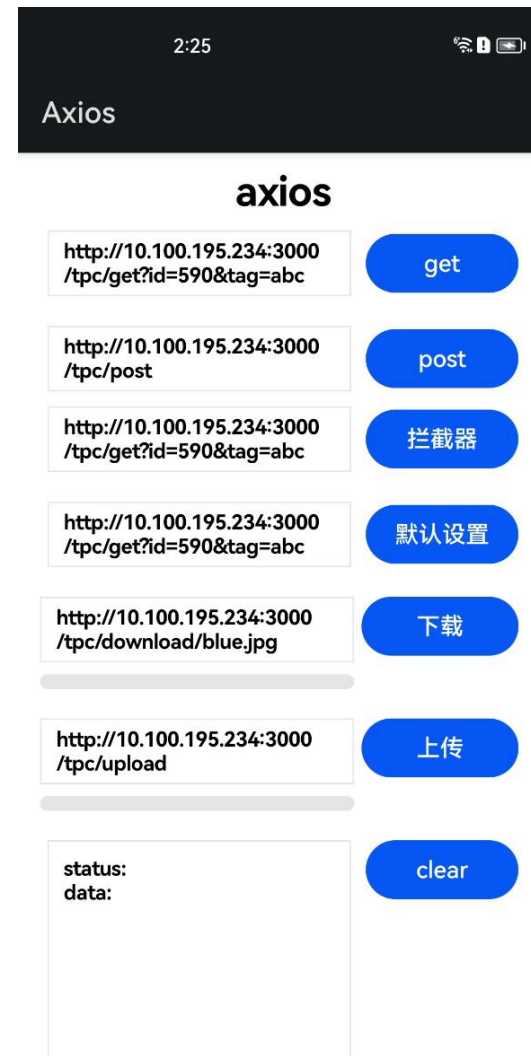 2:25
Axios
axios
http://10.100.195.234:3000
/tpc/get?id=590&tag=abc
get
http://10.100.195.234:3000
/tpc/post
post
http://10.100.195.234:3000
/tpc/get?id=590&tag=abc
拦截器
http://10.100.195.234:3000
/tpc/get?id=590&tag=abc
默认设置
http://10.100.195.234:3000
/tpc/download/blue.jpg
下载
http://10.100.195.234:3000
/tpc/upload
上传
status:
data:
clear